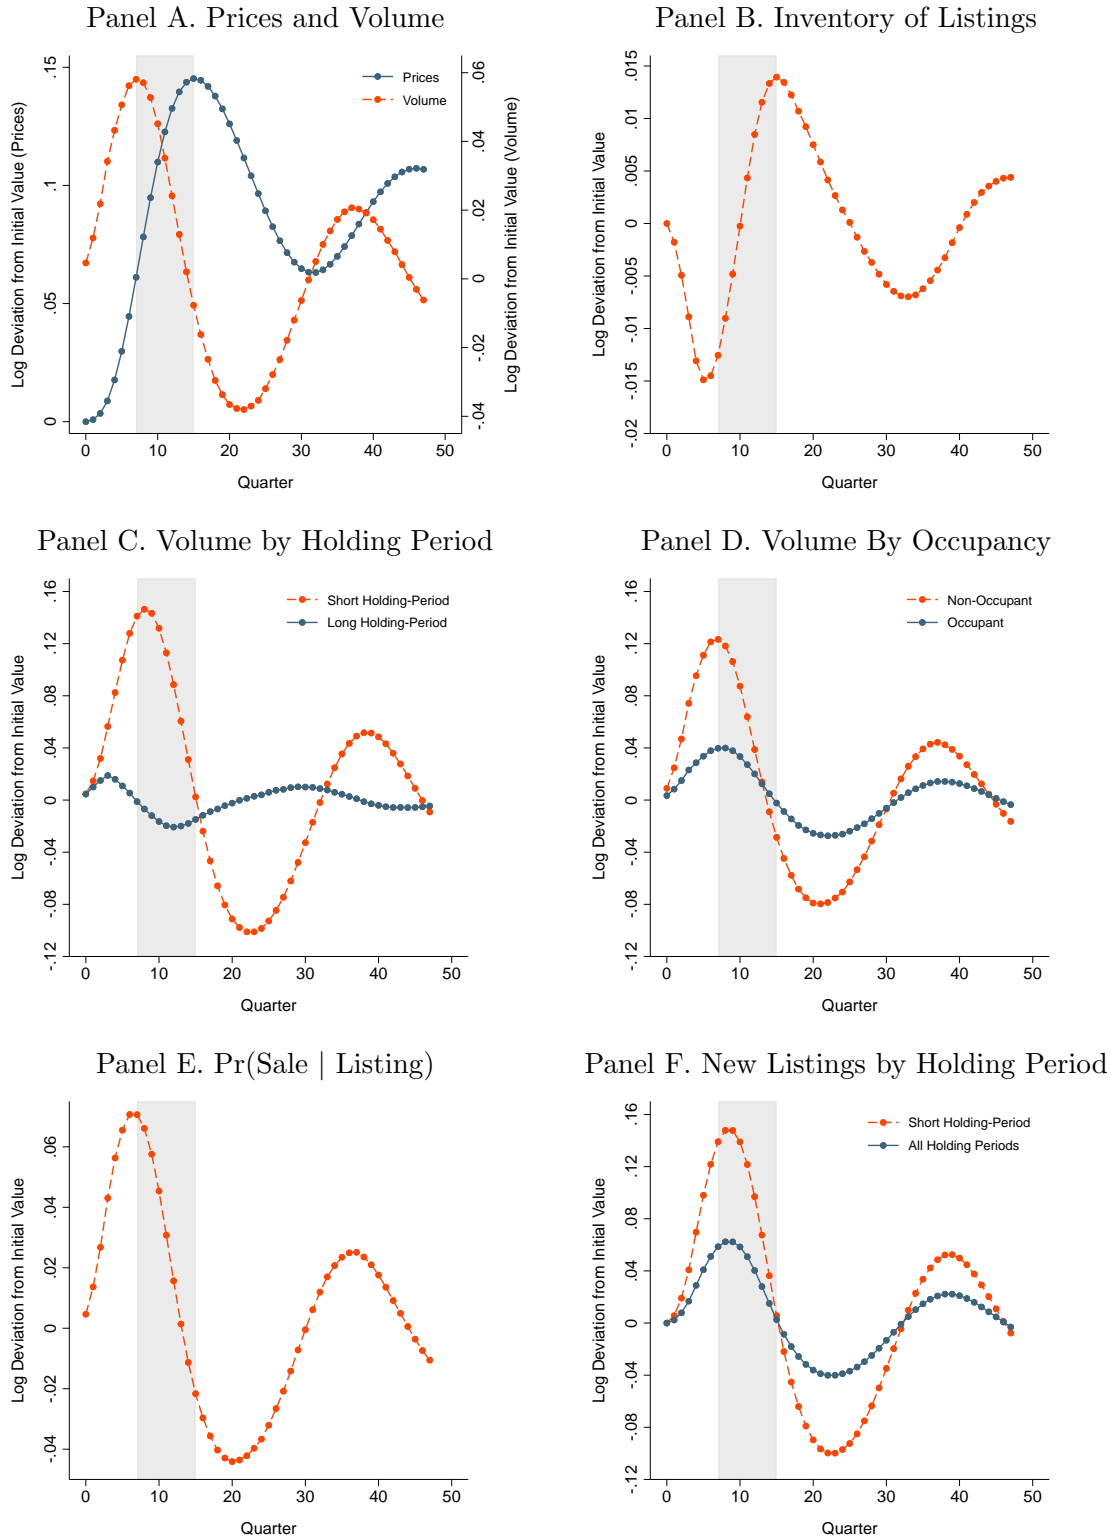 Panel A. Prices and Volume
Log Deviation from Initial Value (Prices)
0 .05 .1 .15
Prices
Volume
-.04 -.02 0 .02 .04 .06
Log Deviation from Initial Value (Volume)
0 10 20 30 40 50
Quarter
Panel B. Inventory of Listings
Log Deviation from Initial Value
-.02 -.015 -.01 -.005 0 .005 .01 .015
0 10 20 30 40 50
Quarter
Panel C. Volume by Holding Period
Log Deviation from Initial Value
-.12 -.08 -.04 0 .04 .08 .12 .16
Short Holding-Period
Long Holding-Period
0 10 20 30 40 50
Quarter
Panel D. Volume By Occupancy
Log Deviation from Initial Value
-.12 -.08 -.04 0 .04 .08 .12 .16
Non-Occupant
Occupant
0 10 20 30 40 50
Quarter
Panel E. Pr(Sale | Listing)
Log Deviation from Initial Value
-.04 -.02 0 .02 .04 .06
0 10 20 30 40 50
Quarter
Panel F. New Listings by Holding Period
Log Deviation from Initial Value
-.12 -.08 -.04 0 .04 .08 .12 .16
Short Holding-Period
All Holding Periods
0 10 20 30 40 50
Quarter